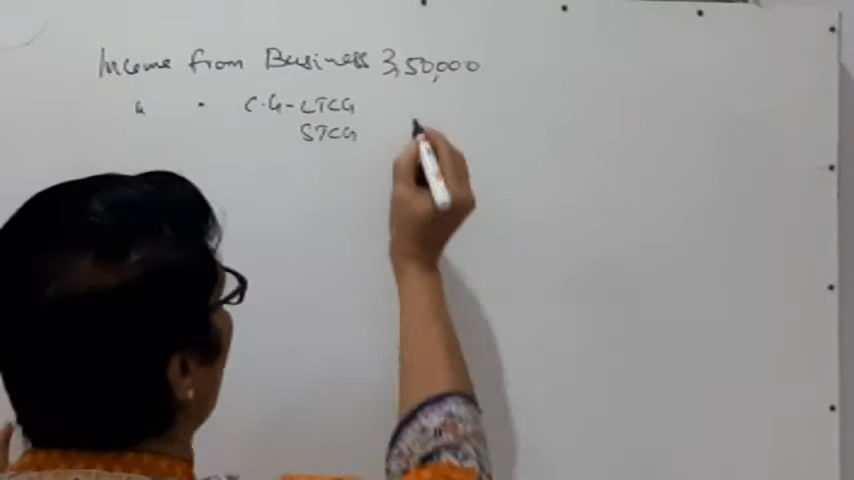 Income from Business 3,50,000
" " C.G-LTCG
STCG